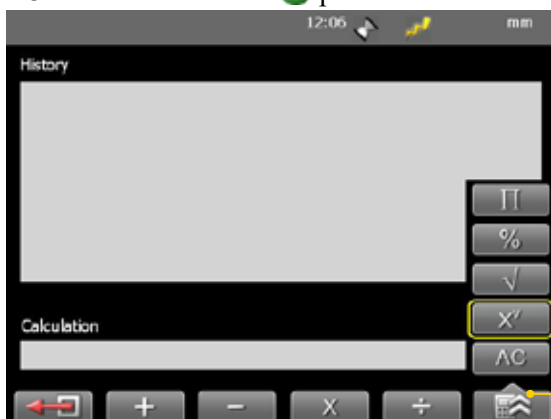 p
12:06 mm
History
∏
%
√
Calculation
Xʸ
AC
+ − X ÷